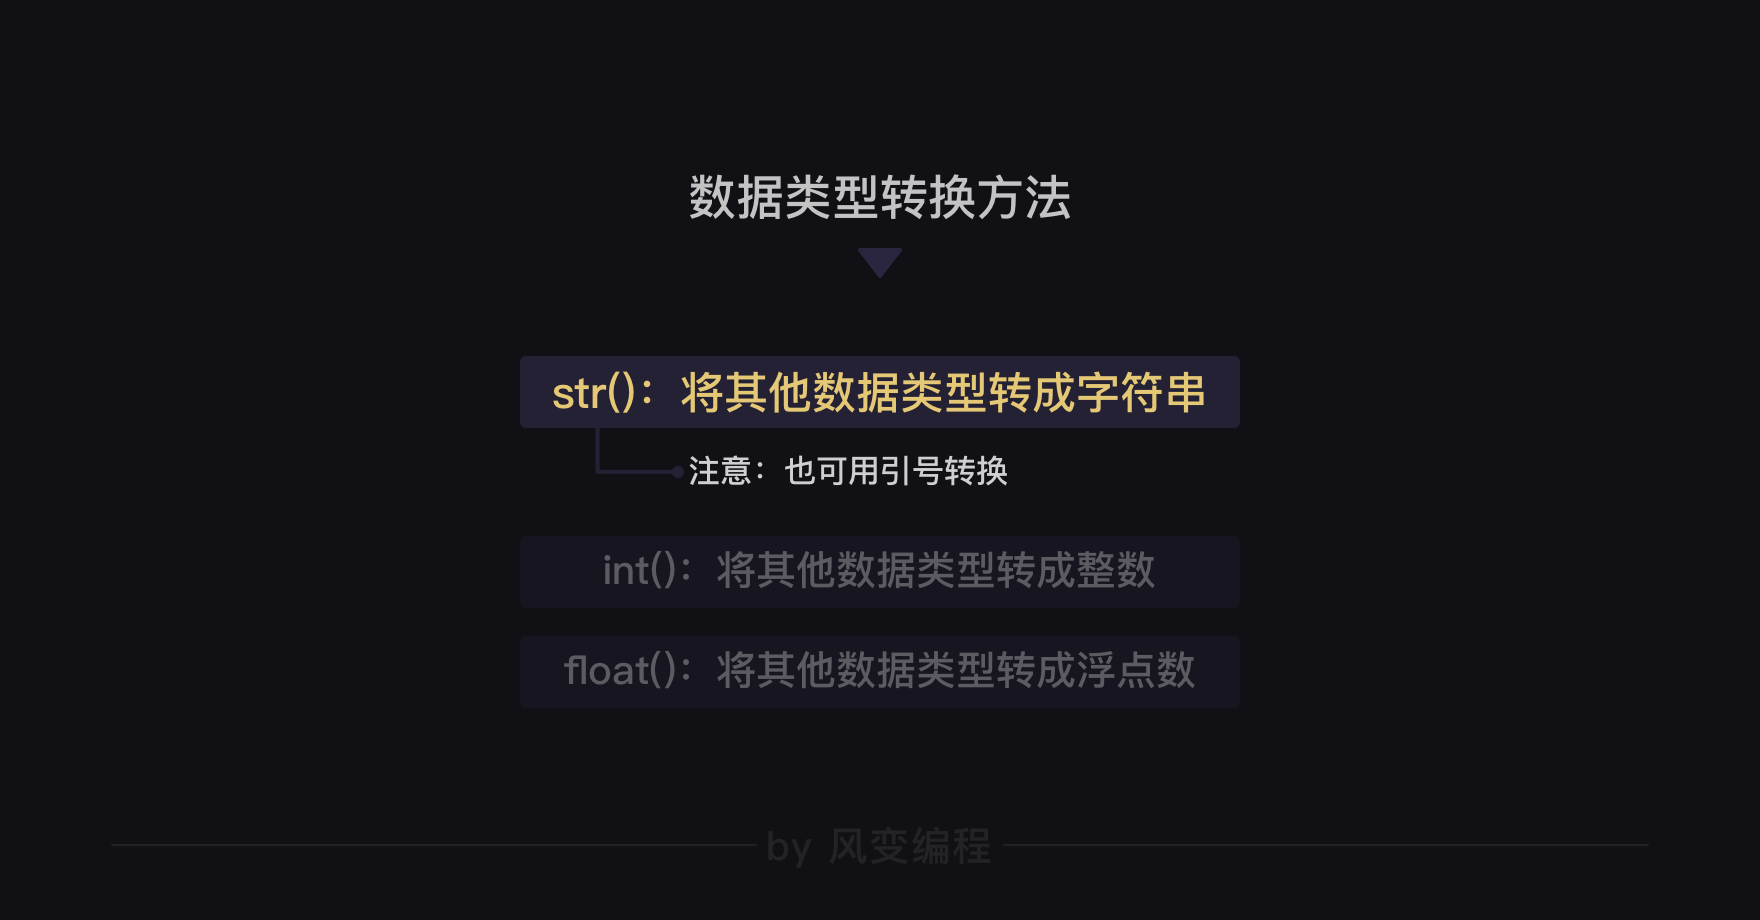 数据类型转换方法
str()：将其他数据类型转成字符串
注意：也可用引号转换
int()：将其他数据类型转成整数
float()：将其他数据类型转成浮点数
by 风变编程